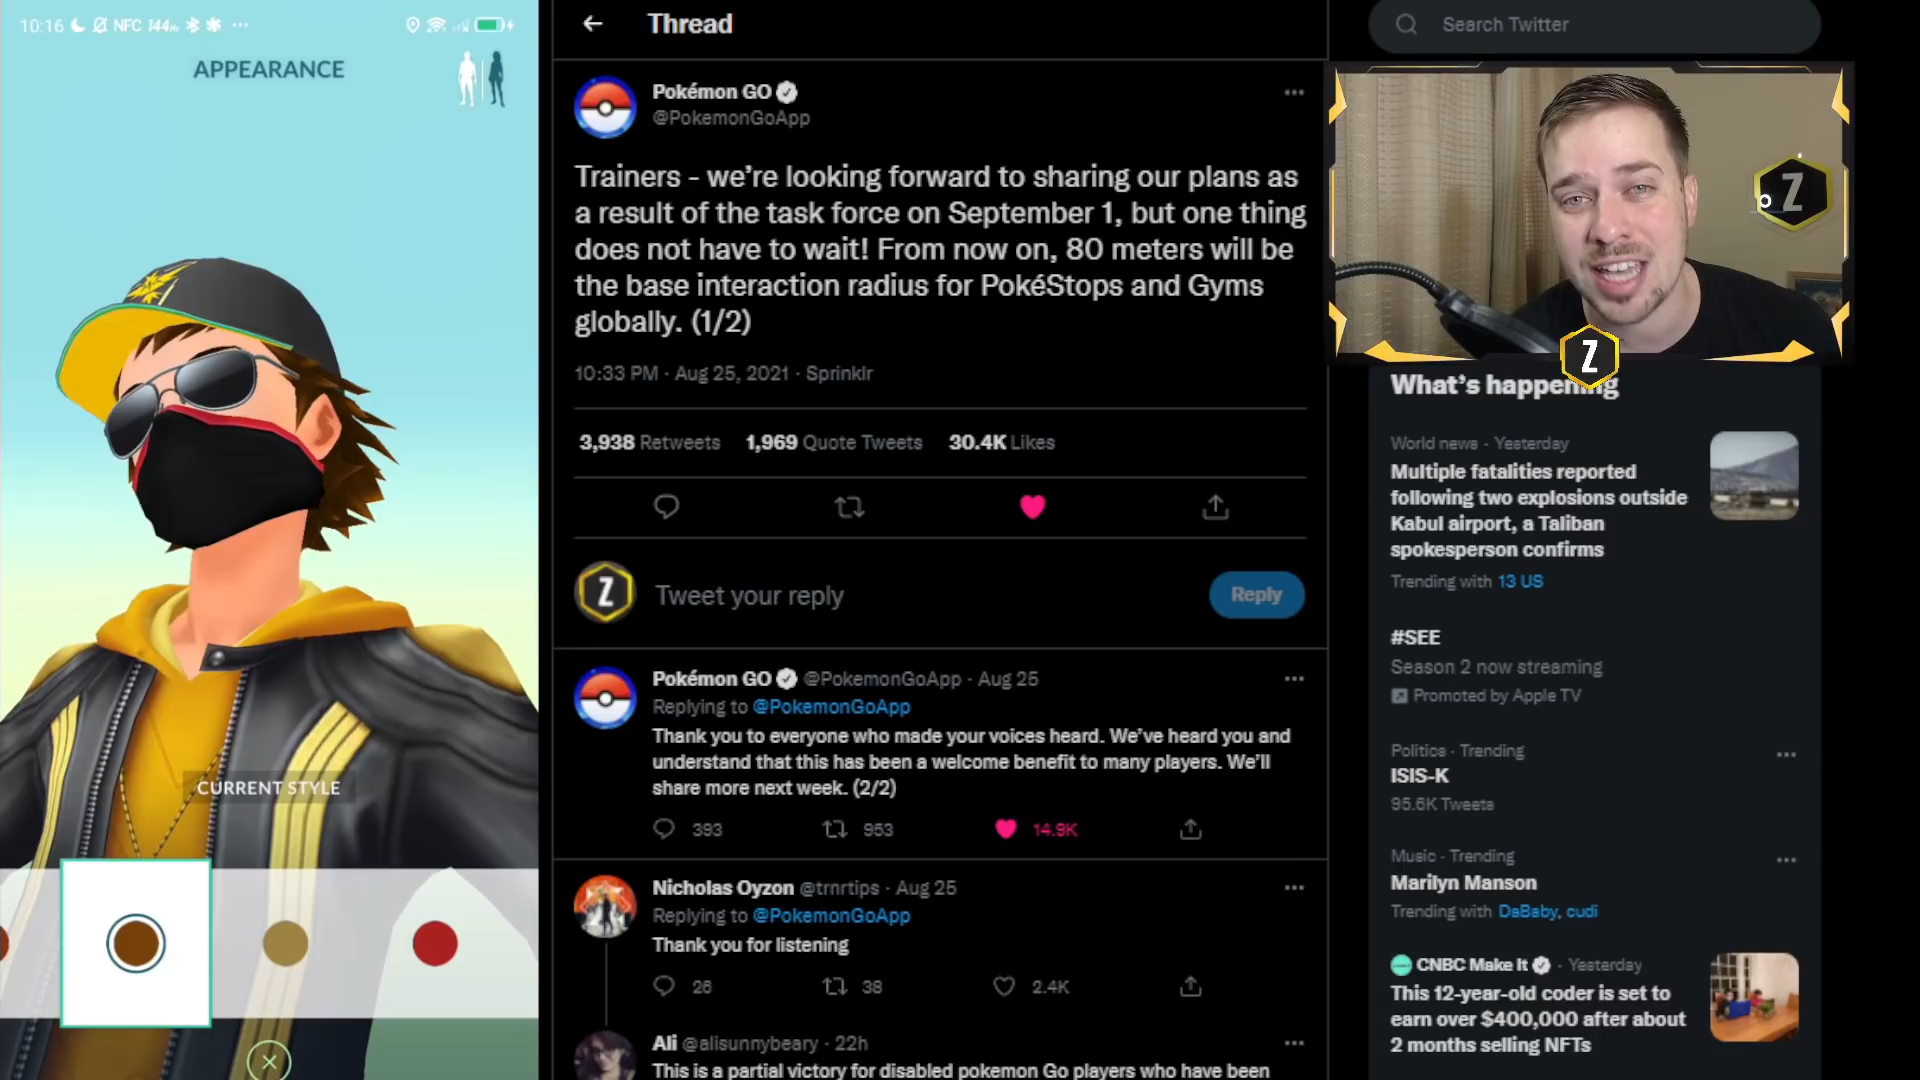 10:16 NFC 144Hz
APPEARANCE
CURRENT STYLE
Thread
Pokémon GO
@PokemonGoApp
Trainers - we're looking forward to sharing our plans as
a result of the task force on September 1, but one thing
does not have to wait! From now on, 80 meters will be
the base interaction radius for PokéStops and Gyms
globally. (1/2)
10:33 PM · Aug 25, 2021 · Sprinklr
3,938 Retweets 1,969 Quote Tweets 30.4K Likes
Z
Tweet your reply
Reply
Pokémon GO @PokemonGoApp · Aug 25
Replying to @PokemonGoApp
Thank you to everyone who made your voices heard. We've heard you and
understand that this has been a welcome benefit to many players. We'll
share more next week. (2/2)
393 953 14.9K
Nicholas Oyzon @trnrtips · Aug 25
Replying to @PokemonGoApp
Thank you for listening
26 38 2.4K
Ali @alisunnybeary · 22h
This is a partial victory for disabled pokemon Go players who have been
Search Twitter
Z
Z
What's happening
World news · Yesterday
Multiple fatalities reported
following two explosions outside
Kabul airport, a Taliban
spokesperson confirms
Trending with 13 US
#SEE
Season 2 now streaming
Promoted by Apple TV
Politics · Trending
ISIS-K
95.6K Tweets
Music · Trending
Marilyn Manson
Trending with DaBaby, cudi
CNBC Make It · Yesterday
This 12-year-old coder is set to
earn over $400,000 after about
2 months selling NFTs